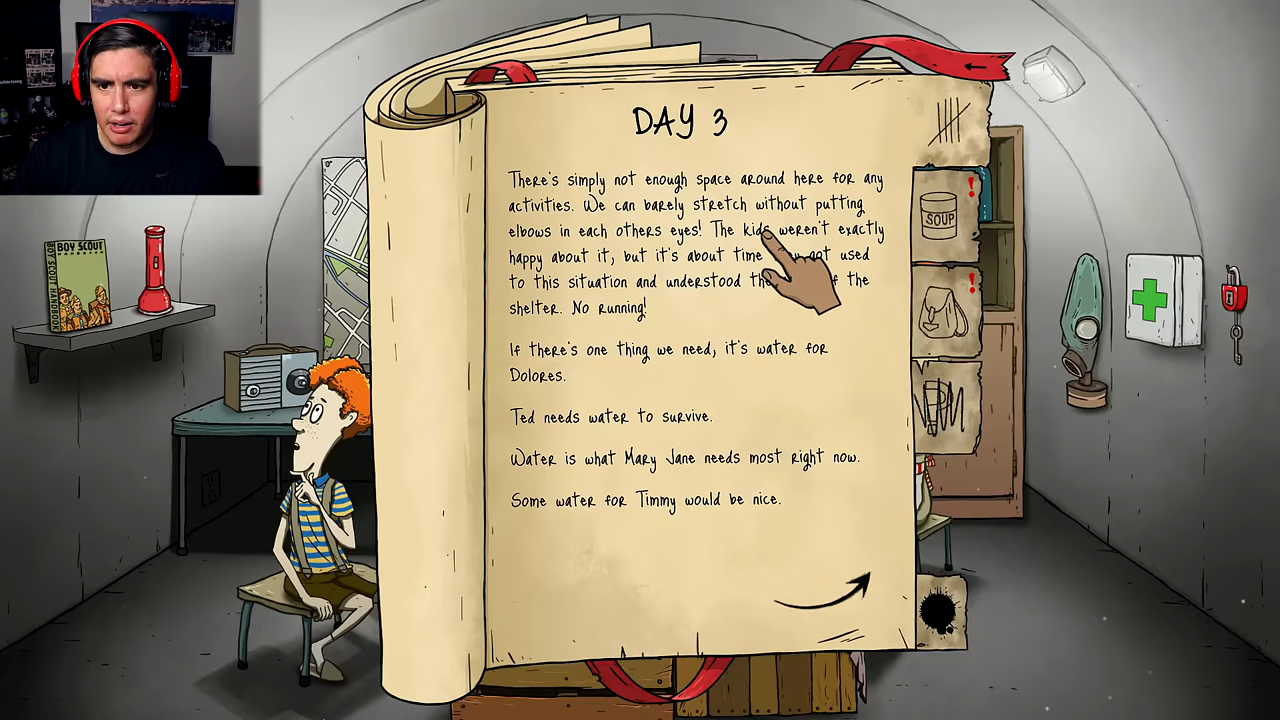 DAY 3
There's simply not enough space around here for any
activities. We can barely stretch without putting
elbows in each others eyes! The kids weren't exactly
happy about it, but it's about time got used
to this situation and understood the
shelter. No running!
If there's one thing we need, it's water for
Dolores.
Ted needs water to survive.
Water is what Mary Jane needs most right now.
Some water for Timmy would be nice.
SOUP
!
!
BOY SCOUT
BOY SCOUT HANDBOOK